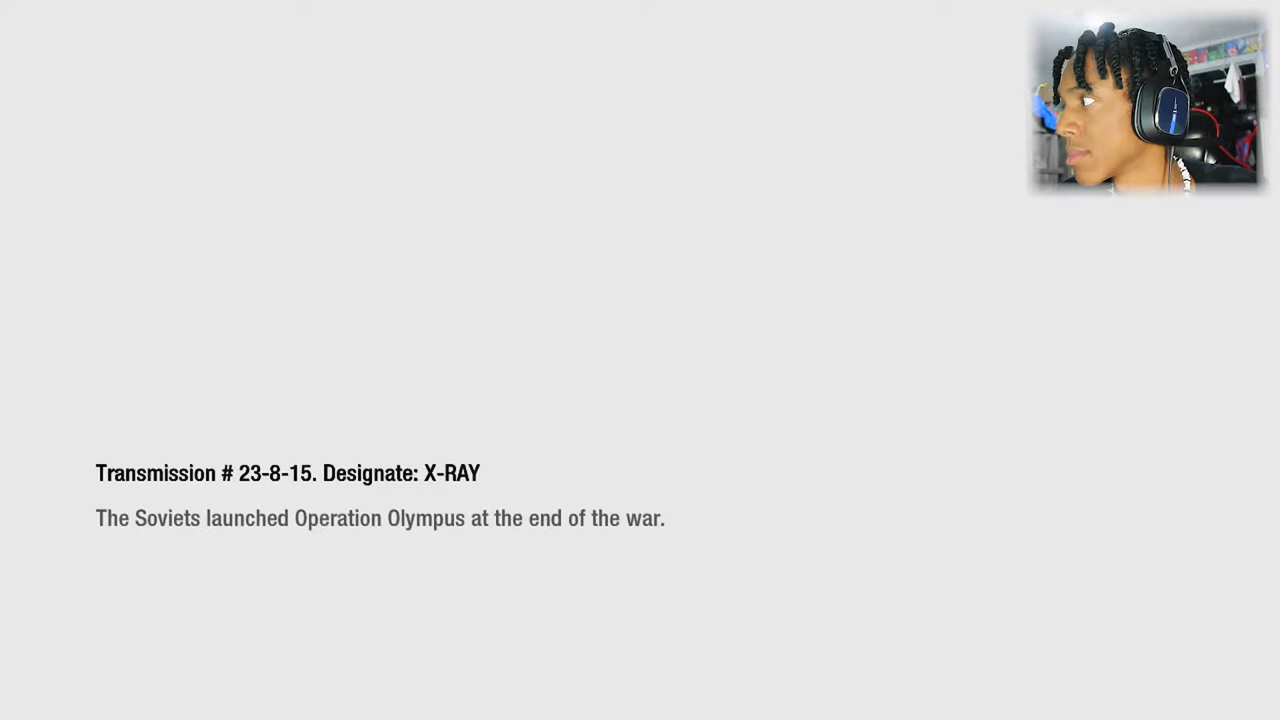 Transmission # 23-8-15. Designate: X-RAY
The Soviets launched Operation Olympus at the end of the war.